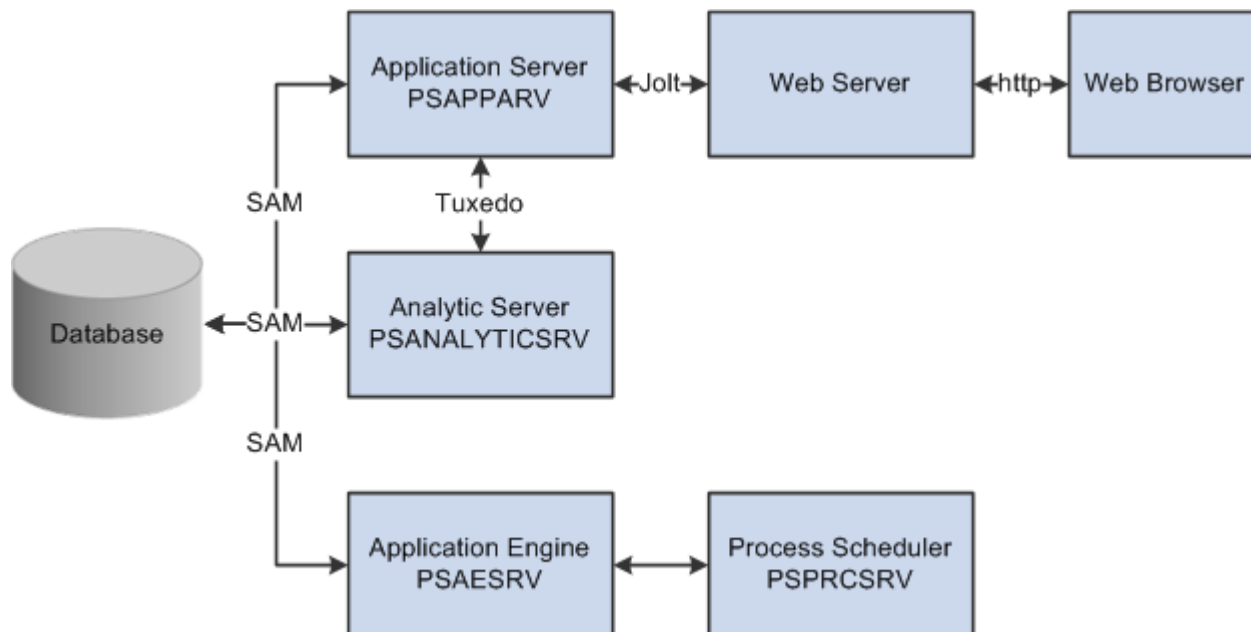 Application Server
PSAPPARV
Jolt
Web Server
http
Web Browser
SAM
Tuxedo
Database
SAM
Analytic Server
PSANALYTICSRV
SAM
Application Engine
PSAESRV
Process Scheduler
PSPRCSRV